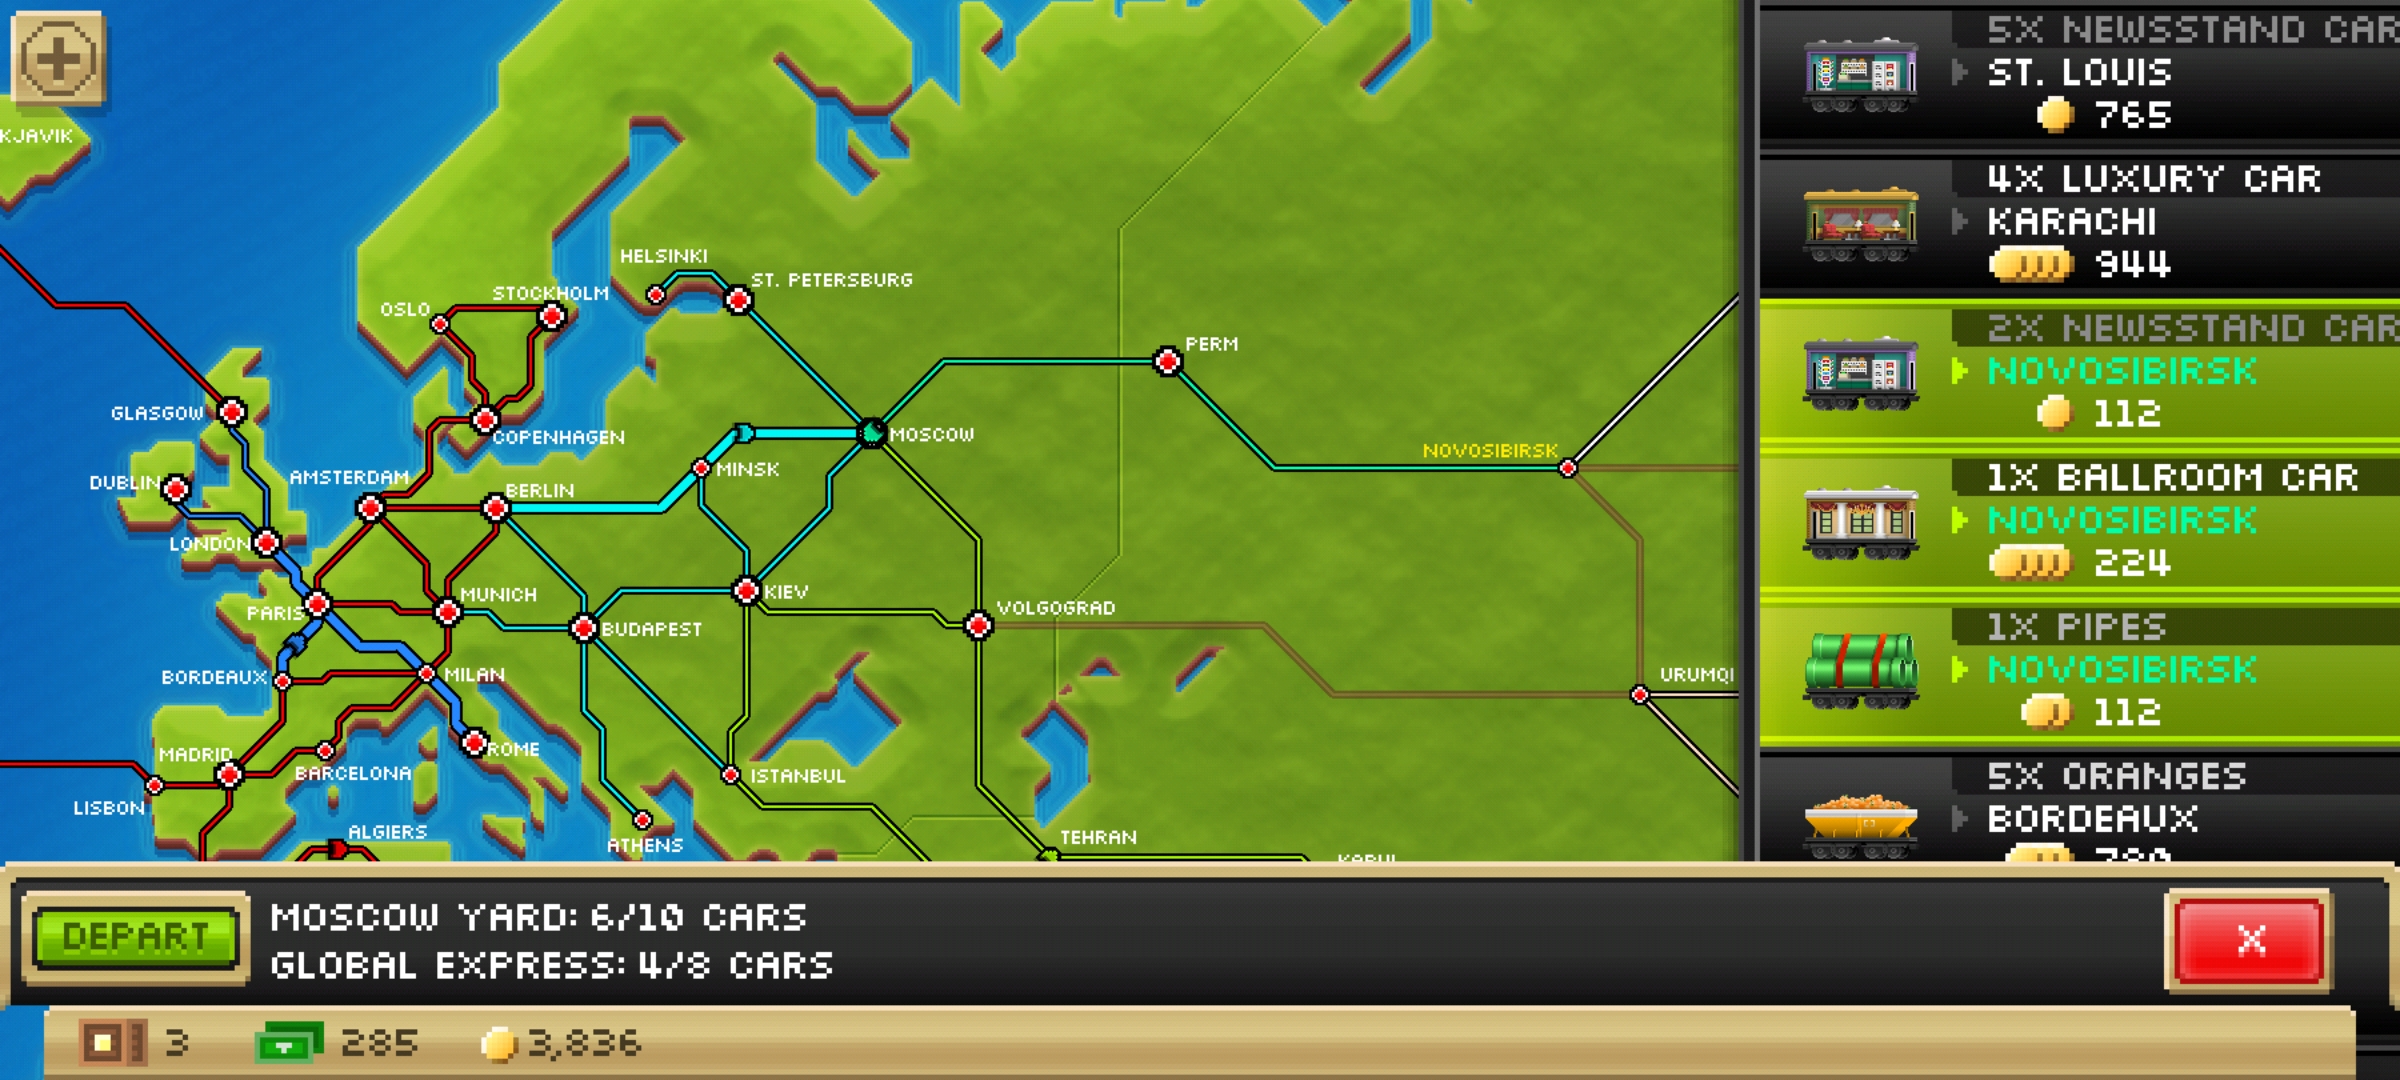 KJAVIK
HELSINKI
ST. PETERSBURG
STOCKHOLM
OSLO
PERM
GLASGOW
COPENHAGEN
MOSCOW
NOVOSIBIRSK
MINSK
DUBLIN
AMSTERDAM
BERLIN
LONDON
MUNICH
KIEV
PARIS
BUDAPEST
VOLGOGRAD
BORDEAUX
MILAN
URUMQI
MADRID
ROME
BARCELONA
ISTANBUL
LISBON
ALGIERS
ATHENS
TEHRAN
5X NEWSSTAND CAR
ST. LOUIS
765
4X LUXURY CAR
KARACHI
944
2X NEWSSTAND CAR
NOVOSIBIRSK
112
1X BALLROOM CAR
NOVOSIBIRSK
224
1X PIPES
NOVOSIBIRSK
112
5X ORANGES
BORDEAUX
DEPART
MOSCOW YARD: 6/10 CARS
GLOBAL EXPRESS: 4/8 CARS
X
3
285
3,836